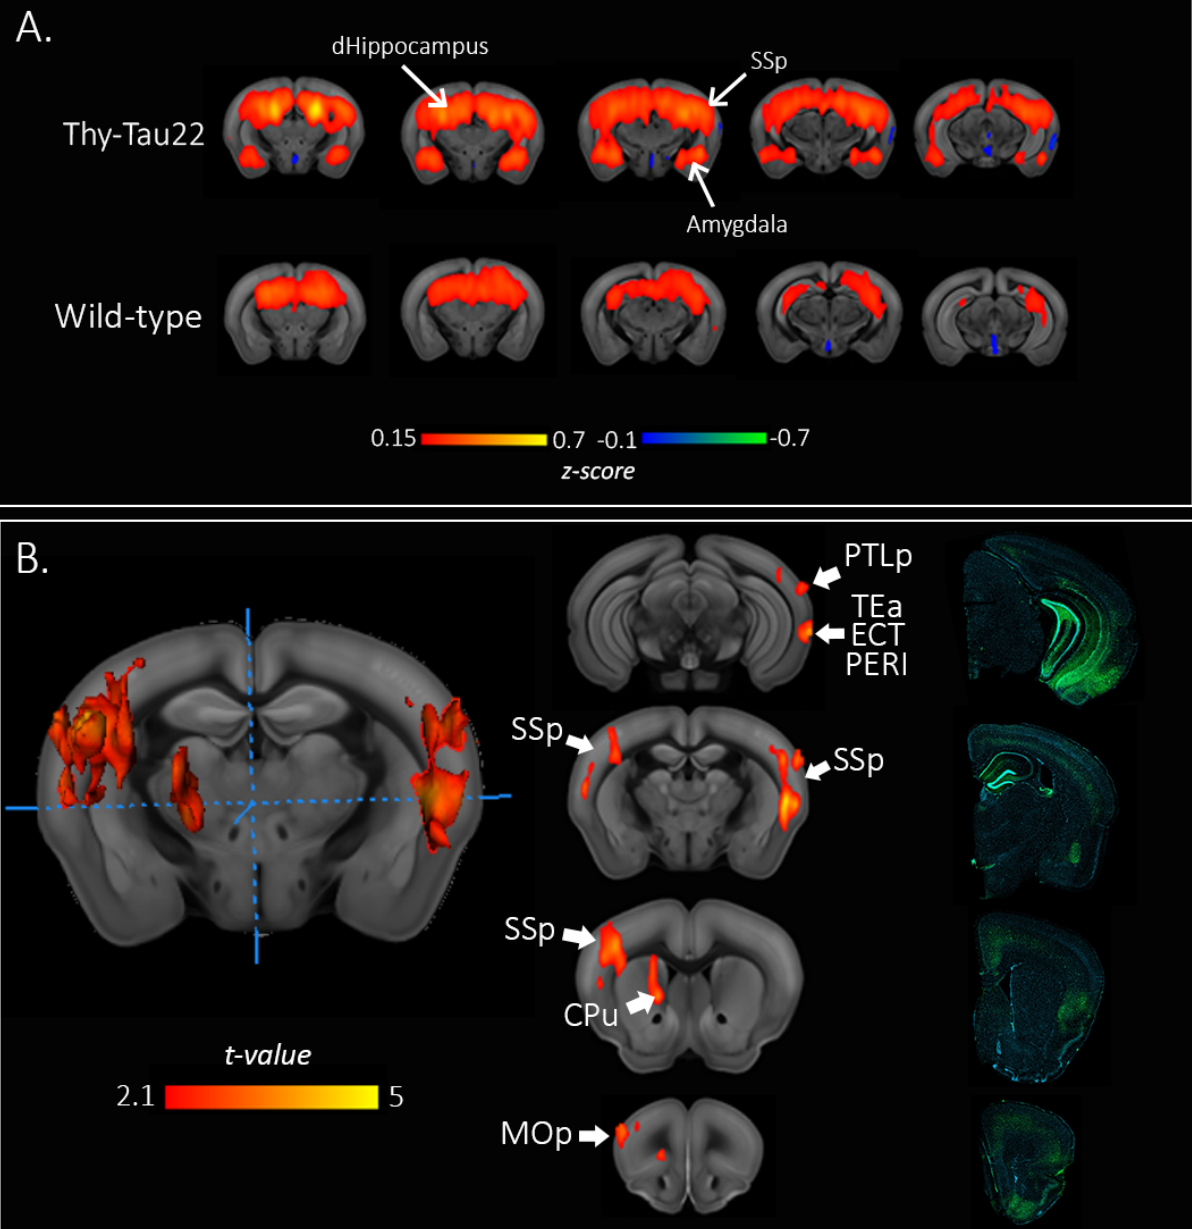 A.
dHippocampus
SSp
Thy-Tau22
Amygdala
Wild-type
0.15
0.7
-0.1
-0.7
z-score
B.
PTLp
TEa
ECT
PERI
SSp
SSp
SSp
CPu
t-value
2.1
5
MOp